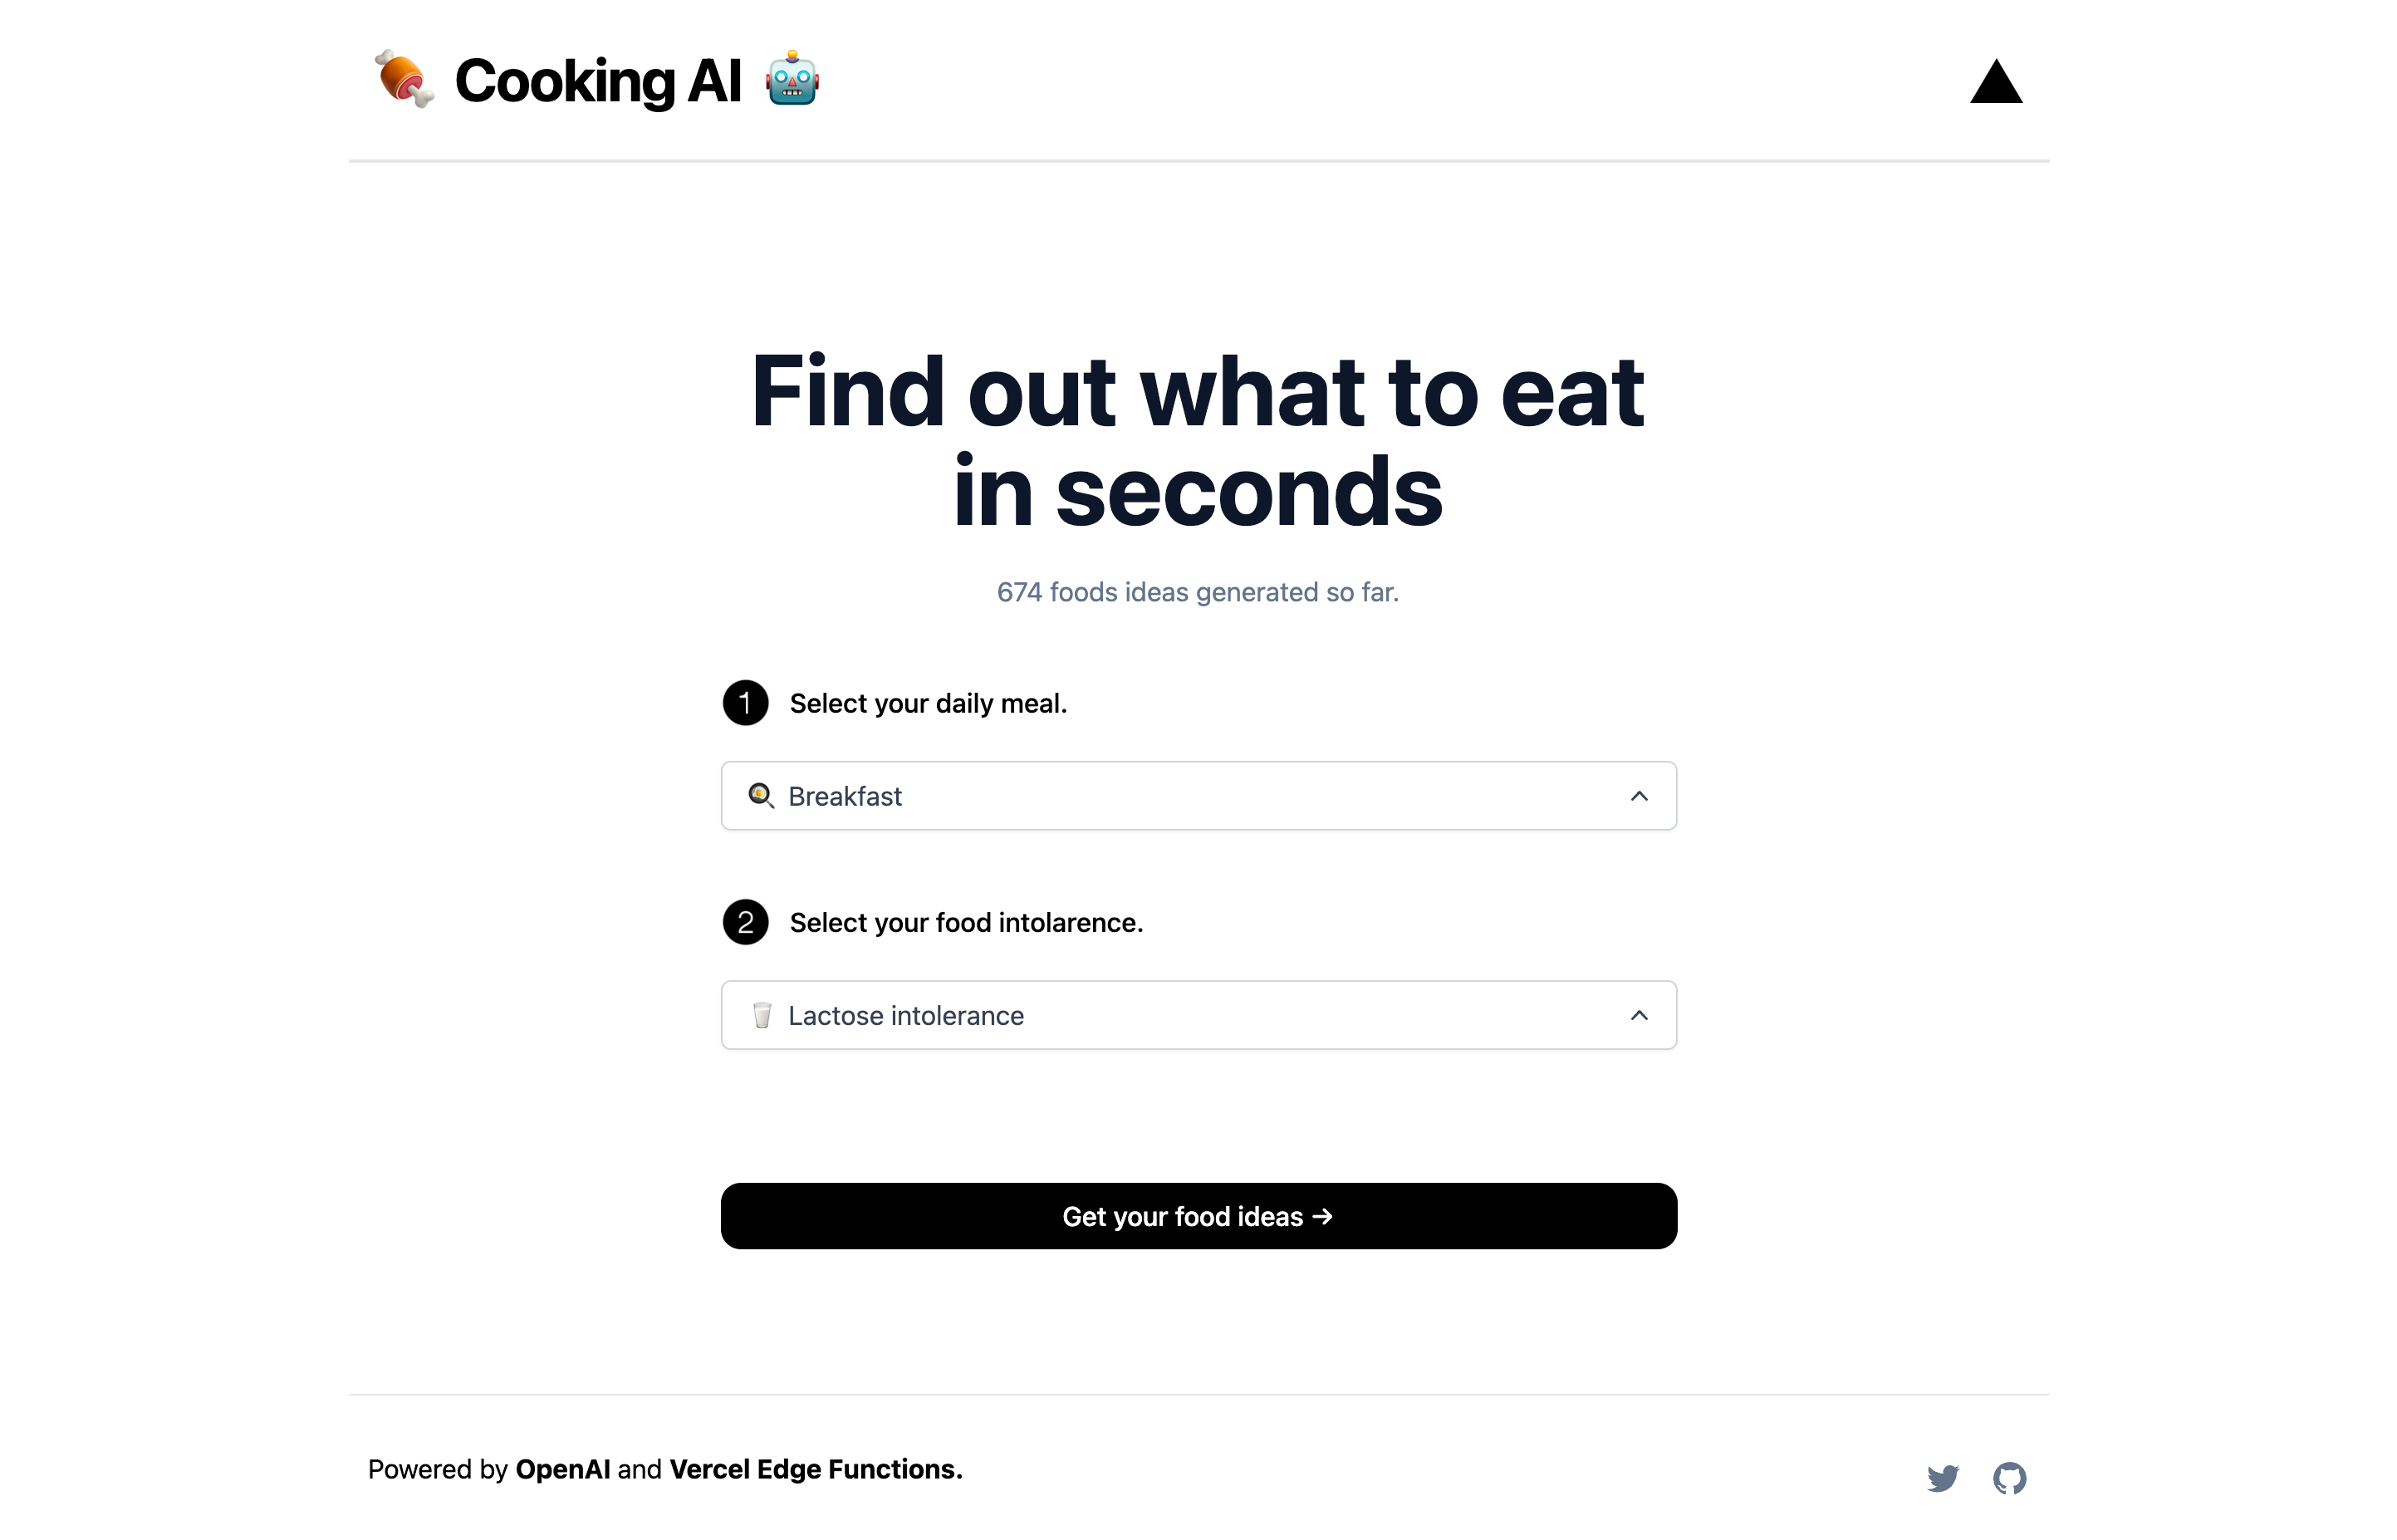 Cooking AI
Find out what to eat
in seconds
674 foods ideas generated so far.
1 Select your daily meal.
Breakfast
2 Select your food intolarence.
Lactose intolerance
Get your food ideas →
Powered by OpenAI and Vercel Edge Functions.